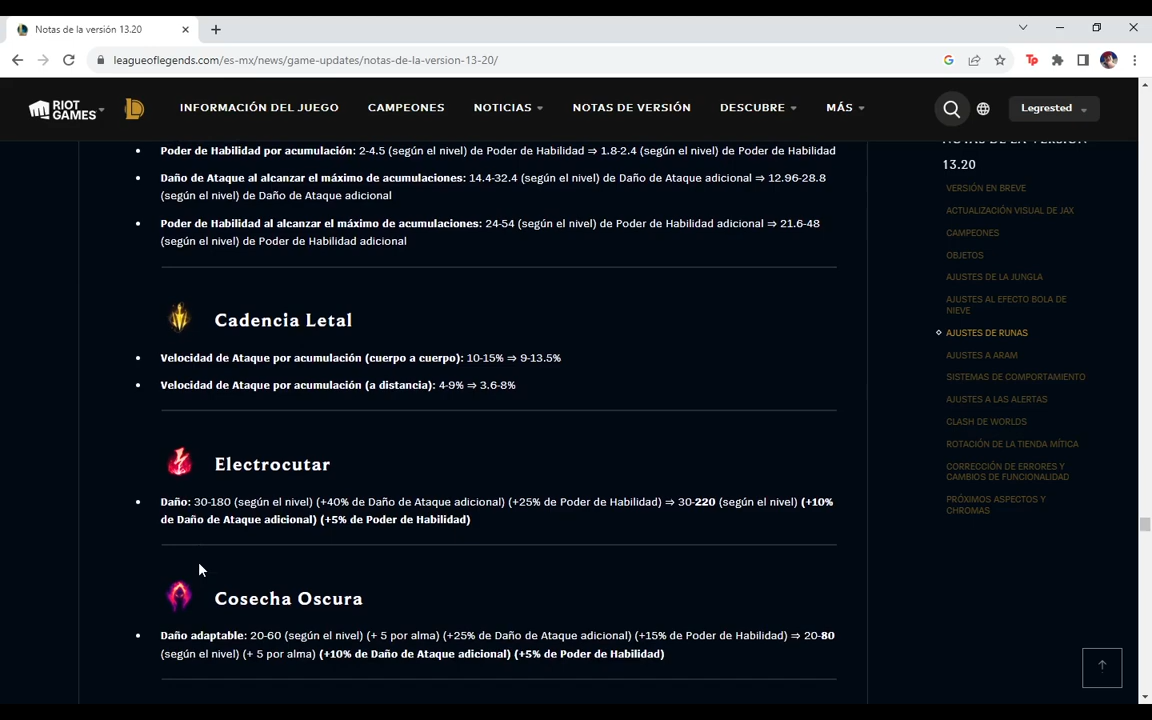 Notas de la versión 13.20
leagueoflegends.com/es-mx/news/game-updates/notas-de-la-version-13-20/
RIOT GAMES
INFORMACIÓN DEL JUEGO CAMPEONES NOTICIAS NOTAS DE VERSIÓN DESCUBRE MÁS Legrested
Poder de Habilidad por acumulación: 2-4.5 (según el nivel) de Poder de Habilidad ⇒ 1.8-2.4 (según el nivel) de Poder de Habilidad
Daño de Ataque al alcanzar el máximo de acumulaciones: 14.4-32.4 (según el nivel) de Daño de Ataque adicional ⇒ 12.96-28.8
(según el nivel) de Daño de Ataque adicional
Poder de Habilidad al alcanzar el máximo de acumulaciones: 24-54 (según el nivel) de Poder de Habilidad adicional ⇒ 21.6-48
(según el nivel) de Poder de Habilidad adicional
Cadencia Letal
Velocidad de Ataque por acumulación (cuerpo a cuerpo): 10-15% ⇒ 9-13.5%
Velocidad de Ataque por acumulación (a distancia): 4-9% ⇒ 3.6-8%
Electrocutar
Daño: 30-180 (según el nivel) (+40% de Daño de Ataque adicional) (+25% de Poder de Habilidad) ⇒ 30-220 (según el nivel) (+10%
de Daño de Ataque adicional) (+5% de Poder de Habilidad)
Cosecha Oscura
Daño adaptable: 20-60 (según el nivel) (+ 5 por alma) (+25% de Daño de Ataque adicional) (+15% de Poder de Habilidad) ⇒ 20-80
(según el nivel) (+ 5 por alma) (+10% de Daño de Ataque adicional) (+5% de Poder de Habilidad)
NOTAS DE LA VERSIÓN
13.20
VERSIÓN EN BREVE
ACTUALIZACIÓN VISUAL DE JAX
CAMPEONES
OBJETOS
AJUSTES DE LA JUNGLA
AJUSTES AL EFECTO BOLA DE
NIEVE
AJUSTES DE RUNAS
AJUSTES A ARAM
SISTEMAS DE COMPORTAMIENTO
AJUSTES A LAS ALERTAS
CLASH DE WORLDS
ROTACIÓN DE LA TIENDA MÍTICA
CORRECCIÓN DE ERRORES Y
CAMBIOS DE FUNCIONALIDAD
PRÓXIMOS ASPECTOS Y
CHROMAS